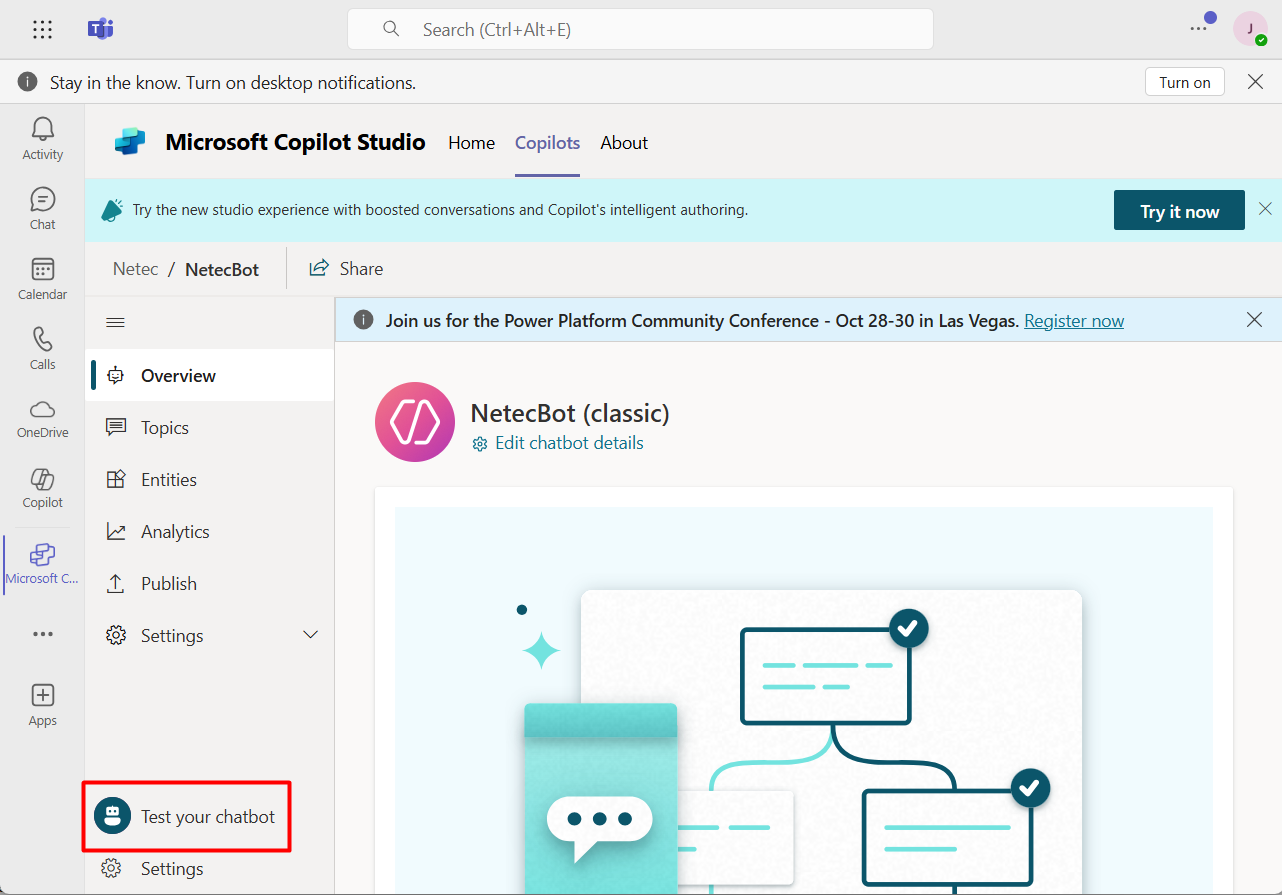 Search (Ctrl+Alt+E)
J
Stay in the know. Turn on desktop notifications.
Turn on
Activity
Chat
Calendar
Calls
OneDrive
Copilot
Microsoft C...
Apps
Microsoft Copilot Studio
Home
Copilots
About
Try the new studio experience with boosted conversations and Copilot's intelligent authoring.
Try it now
Netec / NetecBot
Share
Overview
Topics
Entities
Analytics
Publish
Settings
Test your chatbot
Settings
Join us for the Power Platform Community Conference - Oct 28-30 in Las Vegas. Register now
NetecBot (classic)
Edit chatbot details